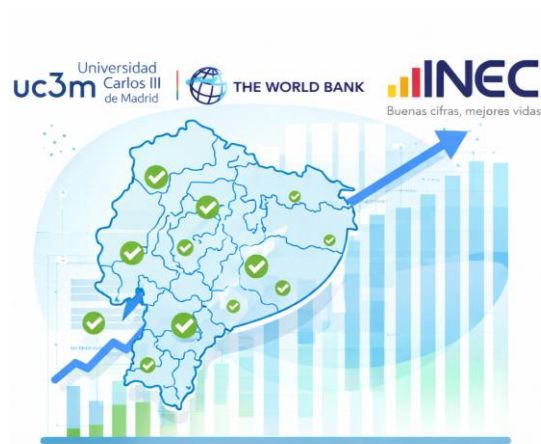 uc3m
Universidad
Carlos III
de Madrid
THE WORLD BANK
INEC
Buenas cifras, mejores vidas